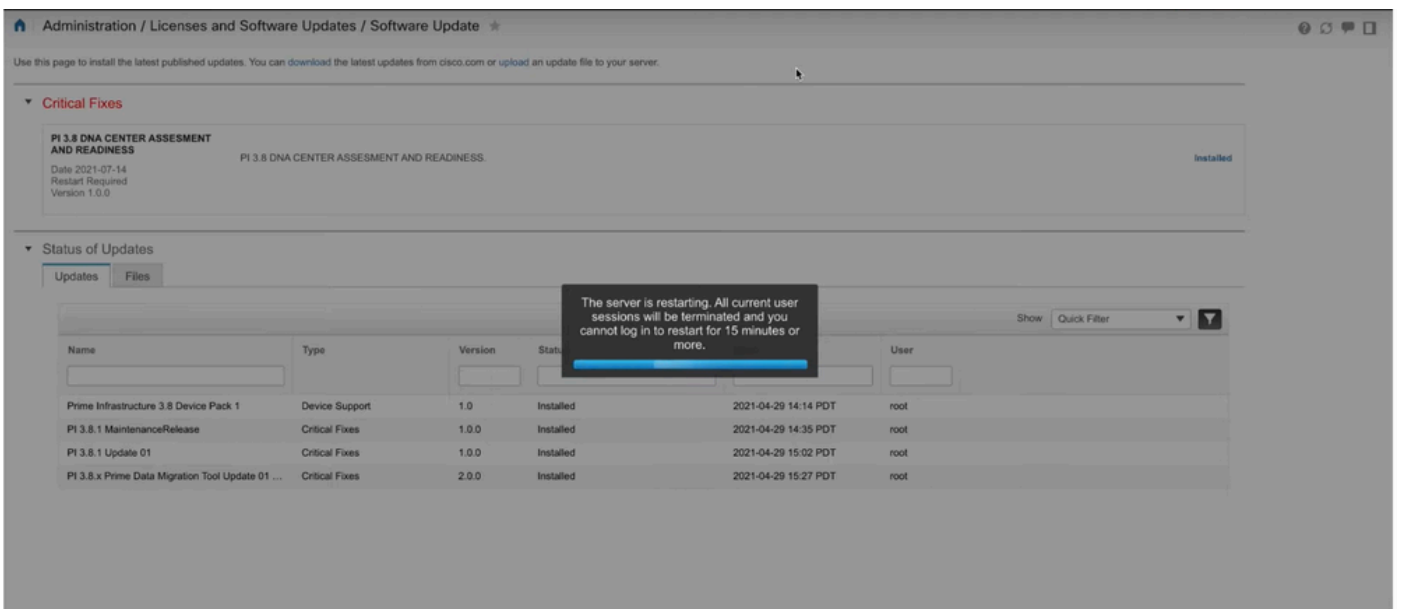 Administration / Licenses and Software Updates / Software Update
Use this page to install the latest published updates. You can download the latest updates from cisco.com or upload an update file to your server.
Critical Fixes
PI 3.8 DNA CENTER ASSESMENT
AND READINESS
Date 2021-07-14
Restart Required
Version 1.0.0
PI 3.8 DNA CENTER ASSESMENT AND READINESS.
Installed
Status of Updates
Updates Files
The server is restarting. All current user
sessions will be terminated and you
cannot log in to restart for 15 minutes or
more.
Show Quick Filter
Name Type Version Statu User
Prime Infrastructure 3.8 Device Pack 1 Device Support 1.0 Installed 2021-04-29 14:14 PDT root
PI 3.8.1 MaintenanceRelease Critical Fixes 1.0.0 Installed 2021-04-29 14:35 PDT root
PI 3.8.1 Update 01 Critical Fixes 1.0.0 Installed 2021-04-29 15:02 PDT root
PI 3.8.x Prime Data Migration Tool Update 01 ... Critical Fixes 2.0.0 Installed 2021-04-29 15:27 PDT root